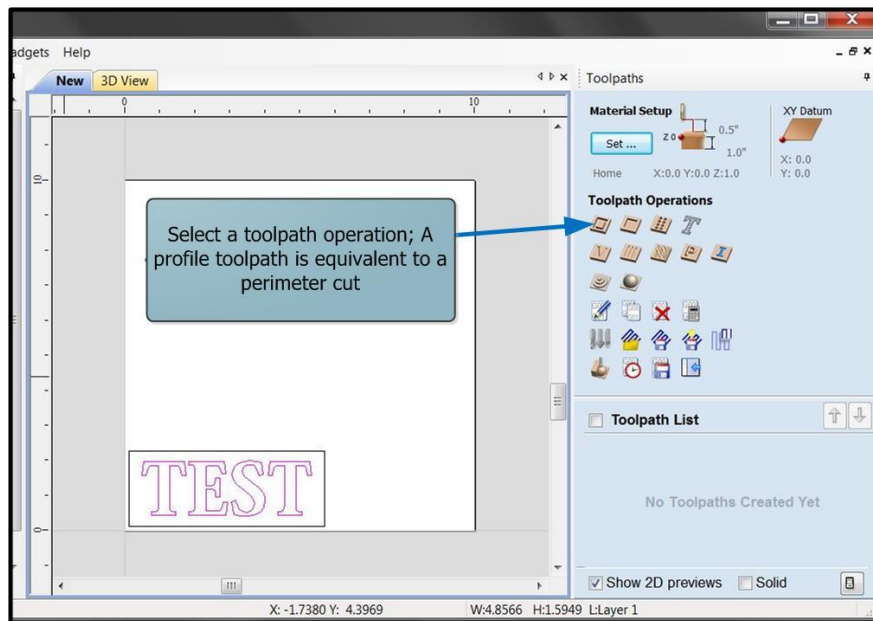 adgets Help
New 3D View
Toolpaths
0 10
Material Setup
XY Datum
Set ...
Z 0
0.5"
1.0"
X: 0.0
Y: 0.0
Home X:0.0 Y:0.0 Z:1.0
10
Toolpath Operations
Select a toolpath operation; A
profile toolpath is equivalent to a
perimeter cut
Toolpath List
TEST
No Toolpaths Created Yet
0
Show 2D previews Solid
X: -1.7380 Y: 4.3969 W:4.8566 H:1.5949 L:Layer 1